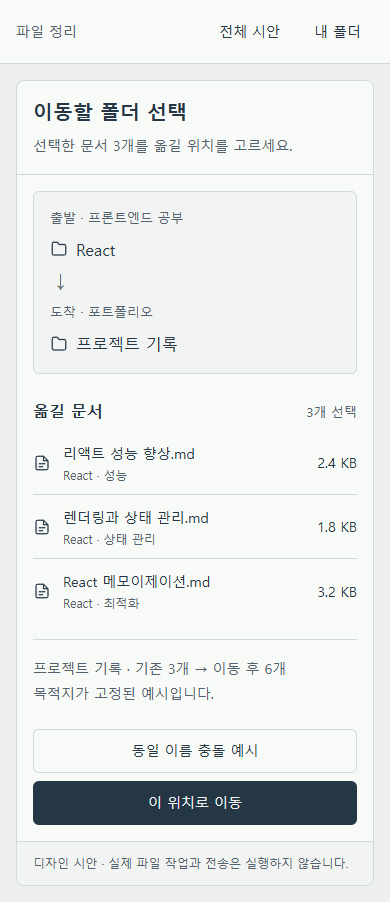 파일 정리
전체 시안
내 폴더
이동할 폴더 선택
선택한 문서 3개를 옮길 위치를 고르세요.
출발 · 프론트엔드 공부
React
↓
도착 · 포트폴리오
프로젝트 기록
옮길 문서
3개 선택
리액트 성능 향상.md
2.4 KB
React · 성능
렌더링과 상태 관리.md
1.8 KB
React · 상태 관리
React 메모이제이션.md
3.2 KB
React · 최적화
프로젝트 기록 · 기존 3개 → 이동 후 6개
목적지가 고정된 예시입니다.
동일 이름 충돌 예시
이 위치로 이동
디자인 시안 · 실제 파일 작업과 전송은 실행하지 않습니다.